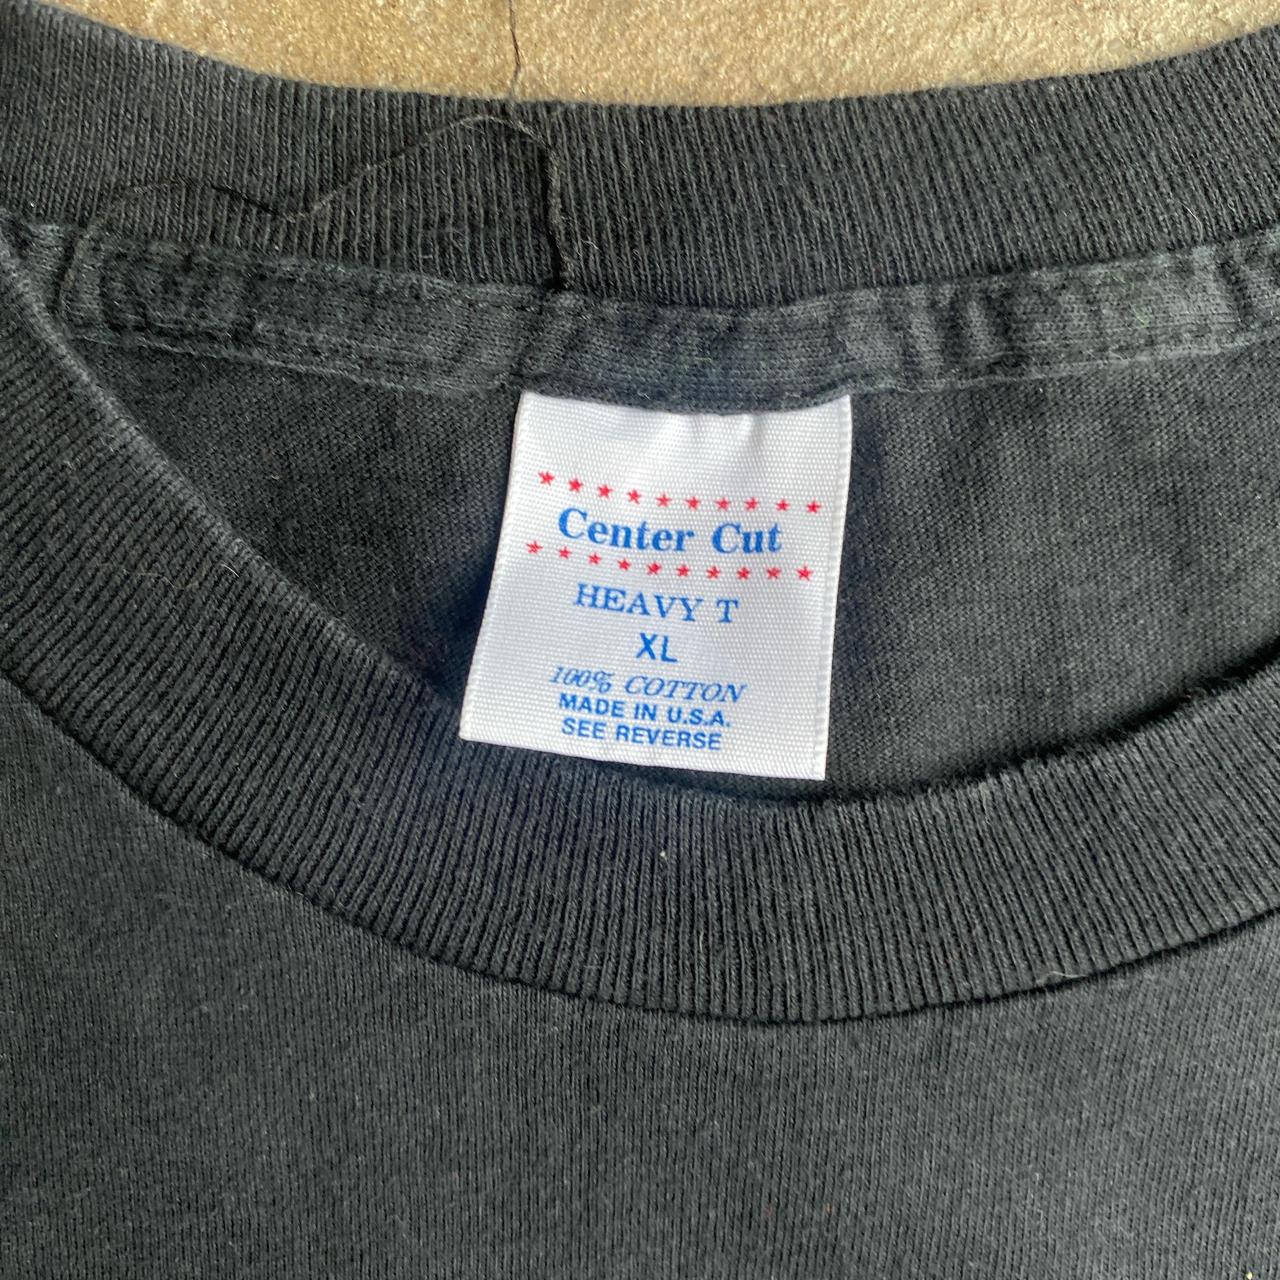 Center Cut
HEAVY T
XL
100% COTTON
MADE IN U.S.A.
SEE REVERSE